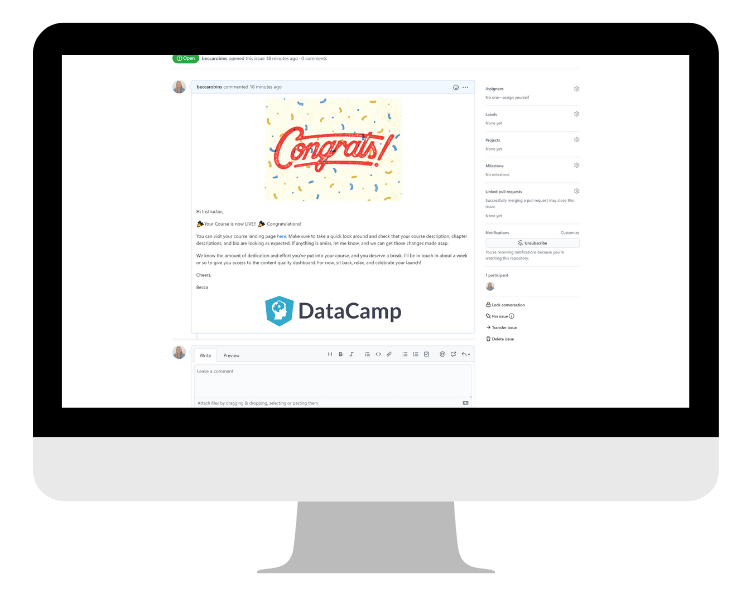 Open beccarobins opened this issue 18 minutes ago · 0 comments
beccarobins commented 18 minutes ago
Congrats!
Hi Instructor,
Your Course is now LIVE!! Congratulations!
You can visit your course landing page here. Make sure to take a quick look around and check that your course description, chapter
descriptions, and bio are looking as expected. If anything is amiss, let me know, and we can get those changes made asap.
We know the amount of dedication and effort you've put into your course, and you deserve a break. I'll be in touch in about a week
or so to give you access to the content quality dashboard. For now, sit back, relax, and celebrate your launch!
Cheers,
Becca
DataCamp
Write Preview
Leave a comment
Attach files by dragging & dropping, selecting or pasting them.
Assignees
No one—assign yourself
Labels
None yet
Projects
None yet
Milestone
No milestone
Linked pull requests
Successfully merging a pull request may close this
issue.
None yet
Notifications Customize
Unsubscribe
You're receiving notifications because you're
watching this repository.
1 participant
Lock conversation
Pin issue
Transfer issue
Delete issue